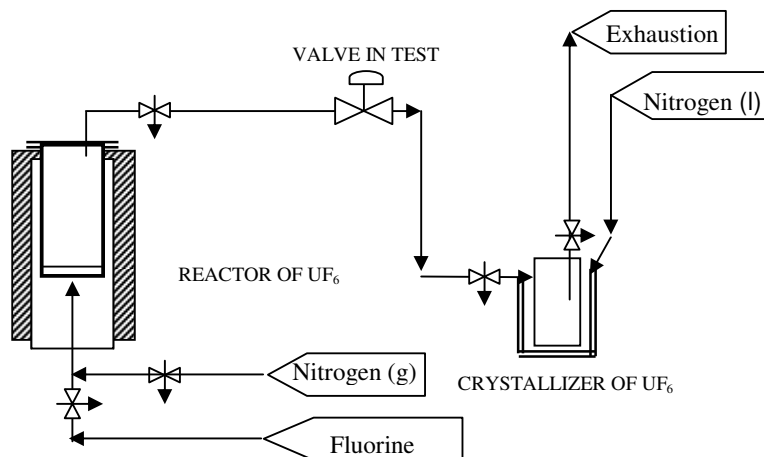 Exhaustion
VALVE IN TEST
Nitrogen (l)
REACTOR OF UF₆
Nitrogen (g)
CRYSTALLIZER OF UF₆
Fluorine